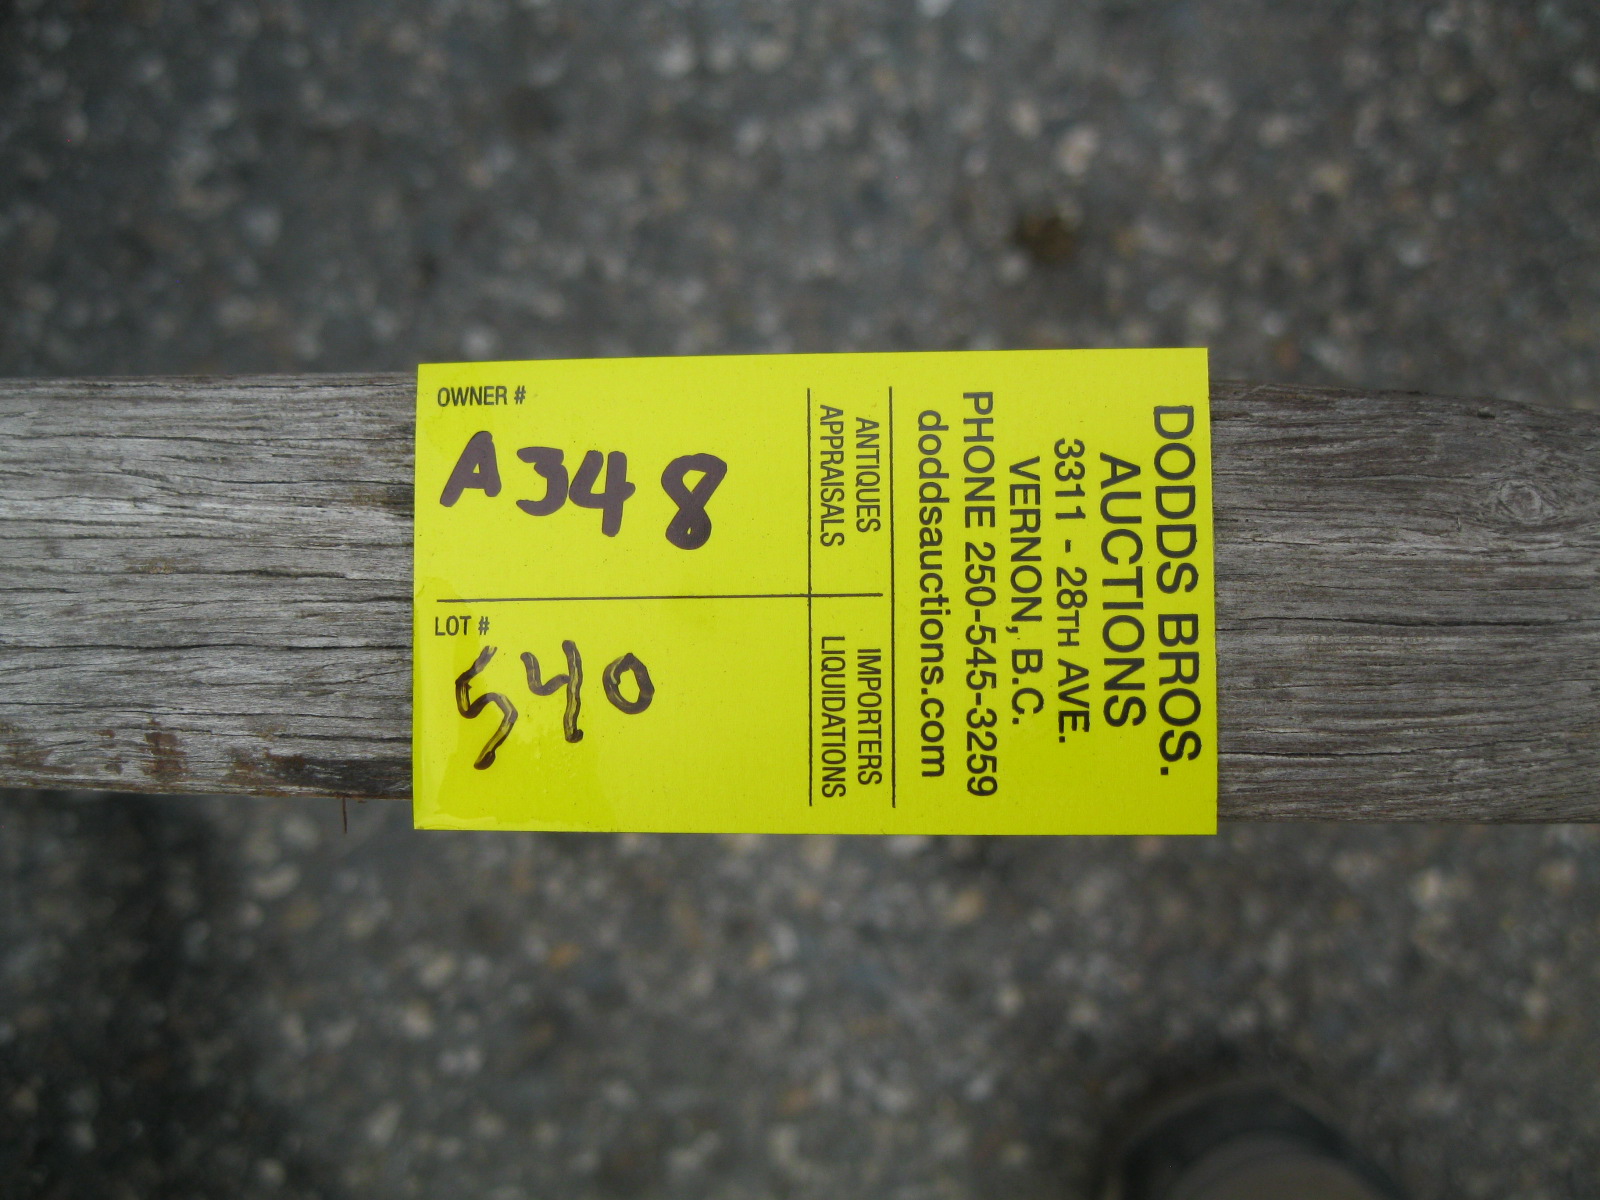 DODDS BROS.
AUCTIONS
3311 - 28TH AVE.
VERNON, B.C.
PHONE 250-545-3259
doddsauctions.com
ANTIQUES
APPRAISALS
IMPORTERS
LIQUIDATIONS
OWNER #
A348
LOT #
540